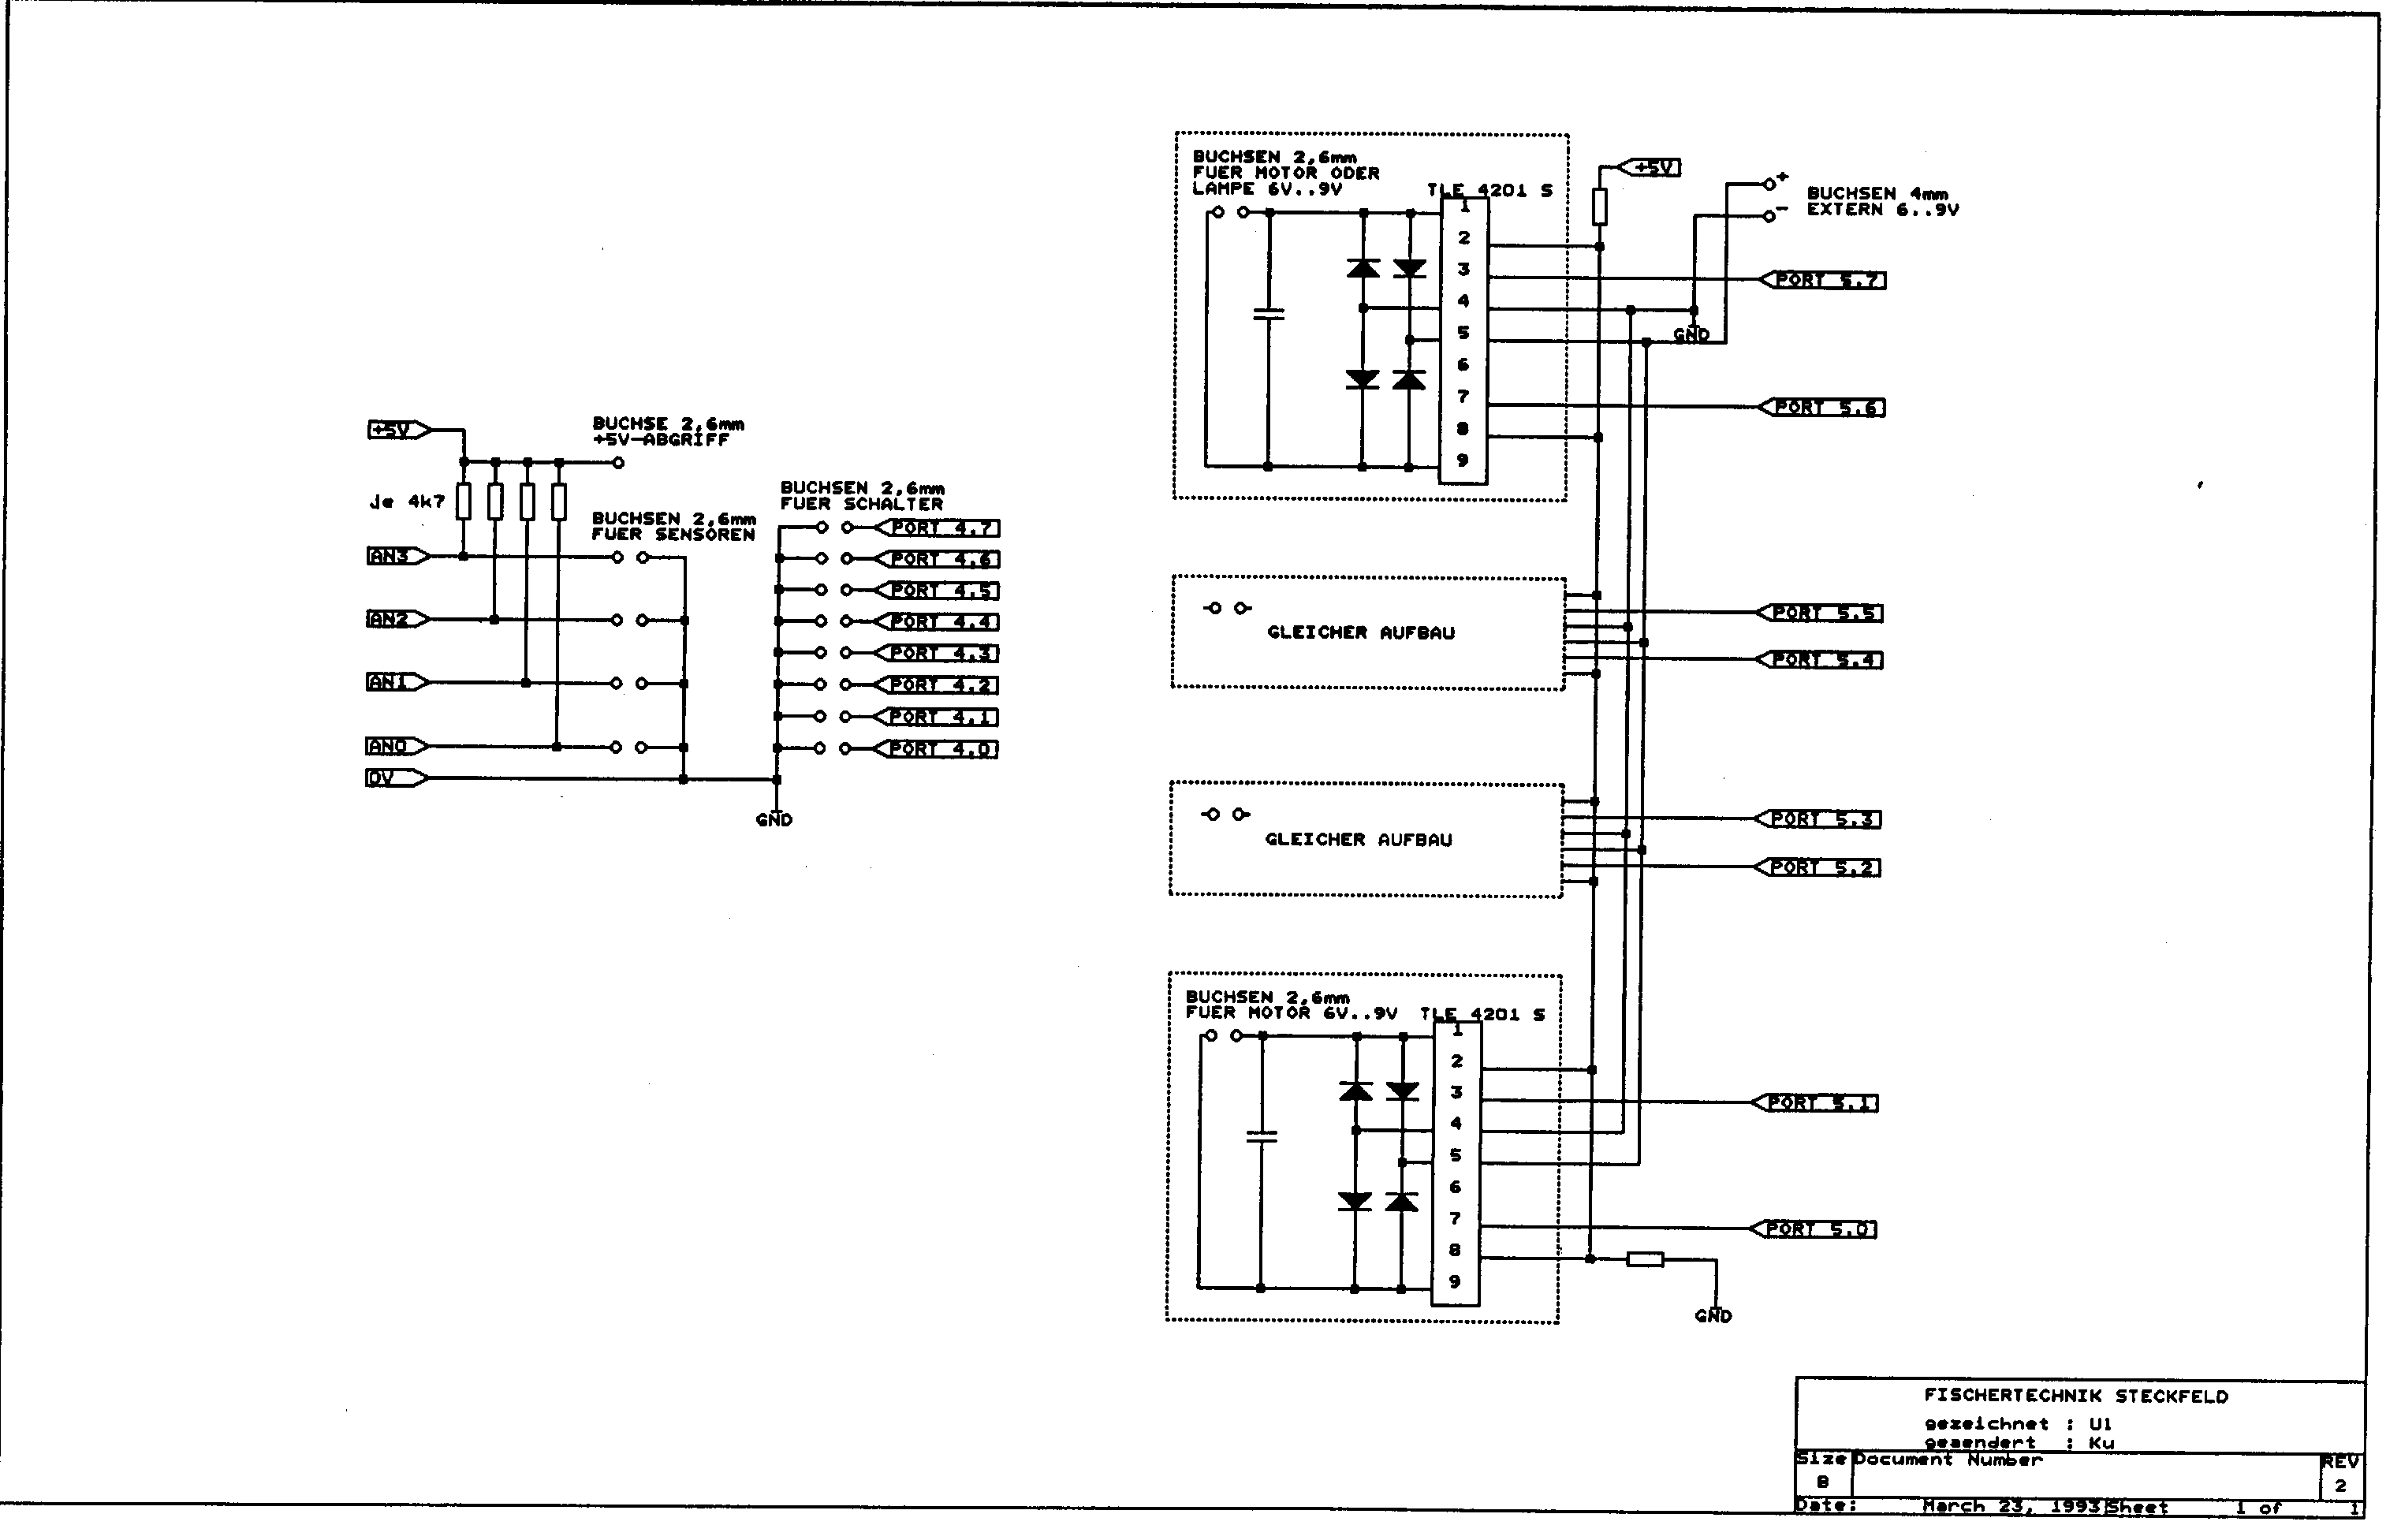 +5V
BUCHSE 2,6mm
+5V-ABGRIFF
Je 4k7
BUCHSEN 2,6mm
FUER SENSOREN
AN3
AN2
AN1
AN0
0V
GND
BUCHSEN 2,6mm
FUER SCHALTER
PORT 4.7
PORT 4.6
PORT 4.5
PORT 4.4
PORT 4.3
PORT 4.2
PORT 4.1
PORT 4.0
BUCHSEN 2,6mm
FUER MOTOR ODER
LAMPE 6V..9V
TLE 4201 S
1
2
3
4
5
6
7
8
9
+5V
+
-
BUCHSEN 4mm
EXTERN 6..9V
PORT 5.7
GND
PORT 5.6
GLEICHER AUFBAU
PORT 5.5
PORT 5.4
GLEICHER AUFBAU
PORT 5.3
PORT 5.2
BUCHSEN 2,6mm
FUER MOTOR 6V..9V
TLE 4201 S
1
2
3
4
5
6
7
8
9
PORT 5.1
PORT 5.0
GND
FISCHERTECHNIK STECKFELD
gezeichnet : Ul
geaendert : Ku
Size Document Number REV
B 2
Date: March 23, 1993 Sheet 1 of 1